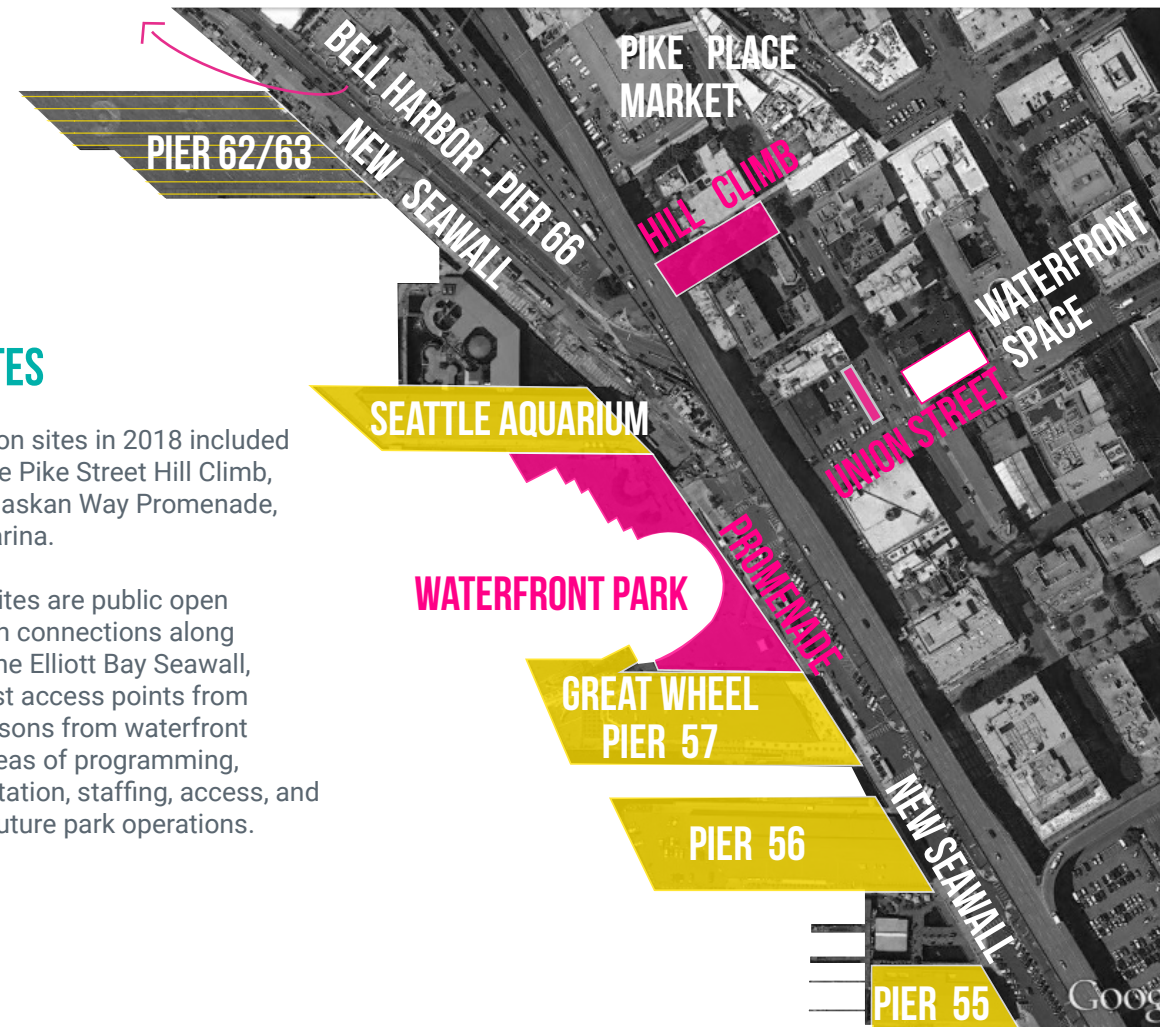 BELL HARBOR - PIER 66
PIKE PLACE
MARKET
PIER 62/63
NEW SEAWALL
HILL CLIMB
WATERFRONT
SPACE
UNION STREET
TES
SEATTLE AQUARIUM
on sites in 2018 included
e Pike Street Hill Climb,
askan Way Promenade,
arina.
PROMENADE
WATERFRONT PARK
ites are public open
n connections along
he Elliott Bay Seawall,
st access points from
sons from waterfront
eas of programming,
tation, staffing, access, and
uture park operations.
GREAT WHEEL
PIER 57
NEW SEAWALL
PIER 56
PIER 55
Goog